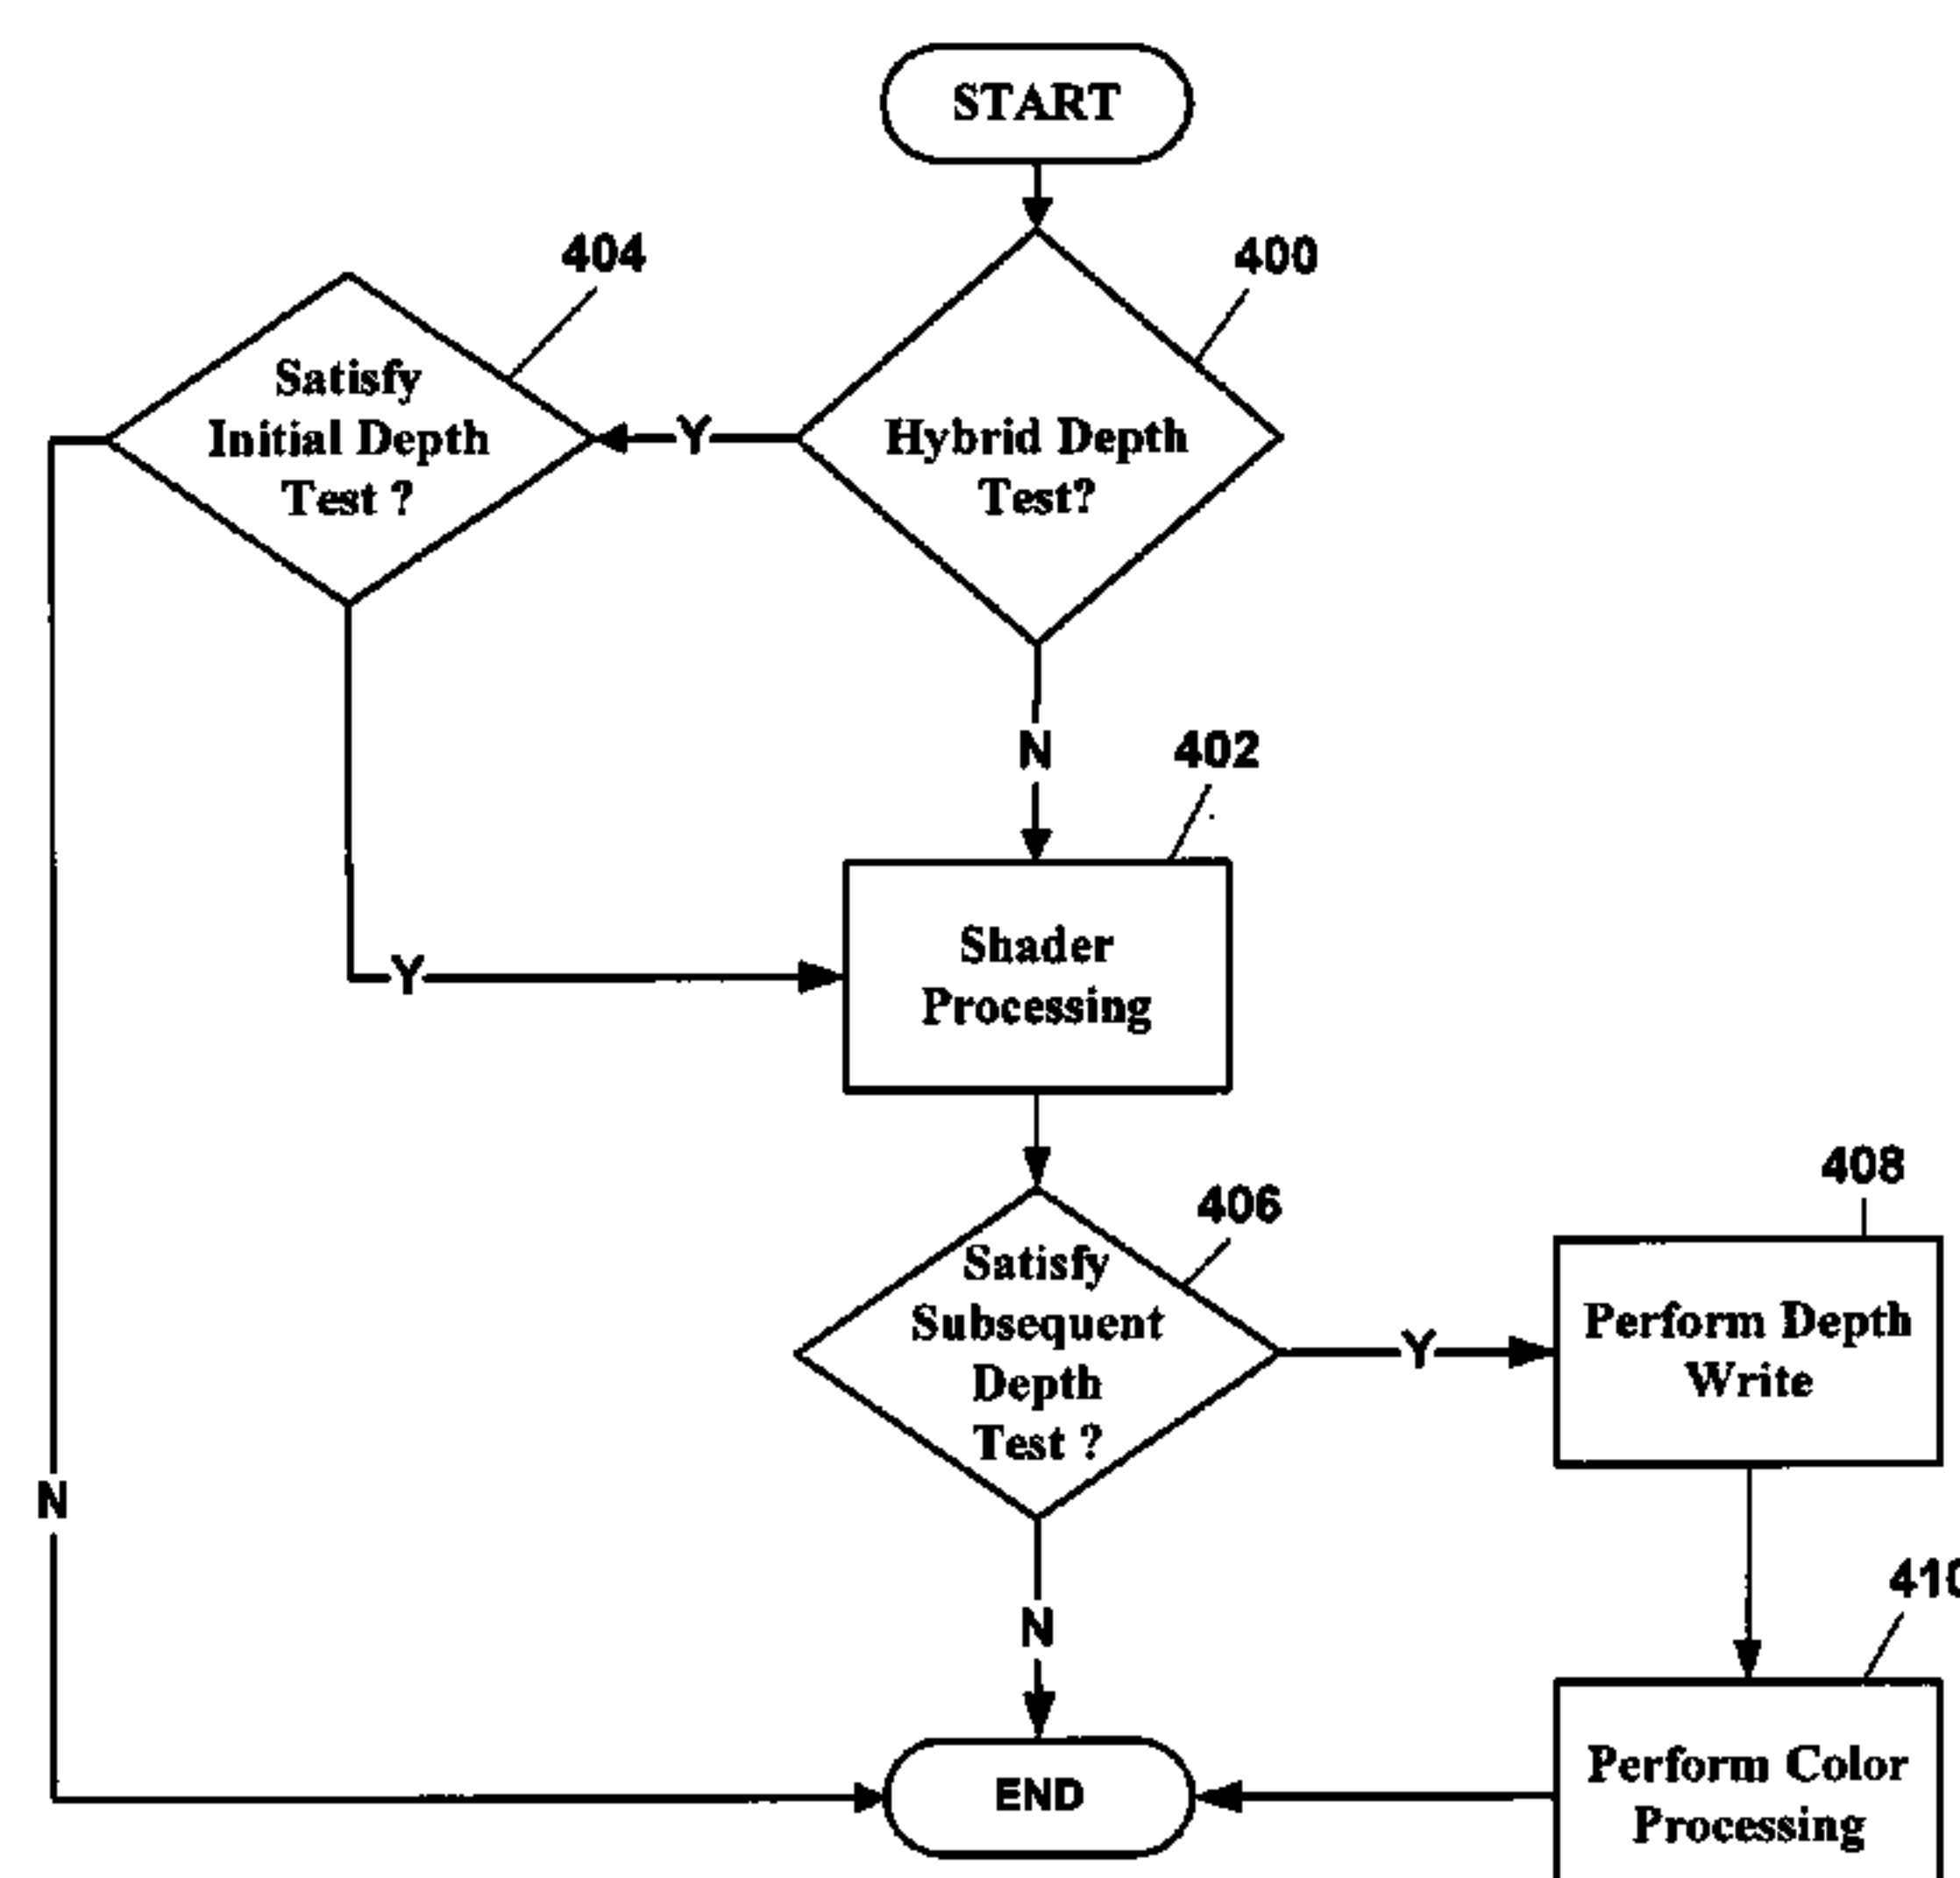 START
404
400
Satisfy
Initial Depth
Test ?
Y
Hybrid Depth
Test?
N
402
Y
Shader
Processing
406
408
Satisfy
Subsequent
Depth
Test ?
Y
Perform Depth
Write
N
N
410
END
Perform Color
Processing